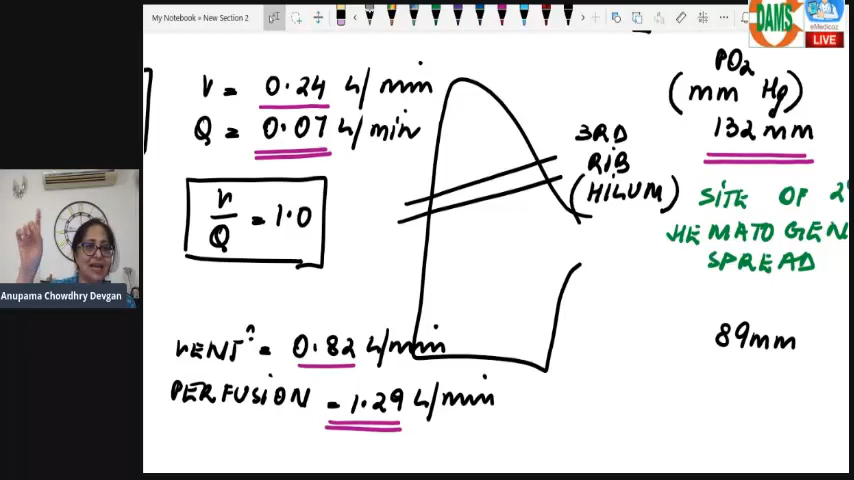 My Notebook » New Section 2
DAMS
eMedicoz
LIVE
V = 0.24 L/min
Q = 0.07 L/min
V/Q = 1.0
3RD
RIB
(HILUM)
PO2
(mm Hg)
132 mm
SITE OF 2°
HEMATOGEN
SPREAD
89mm
VENTⁿ = 0.82 L/min
PERFUSION = 1.29 L/min
Anupama Chowdhry Devgan